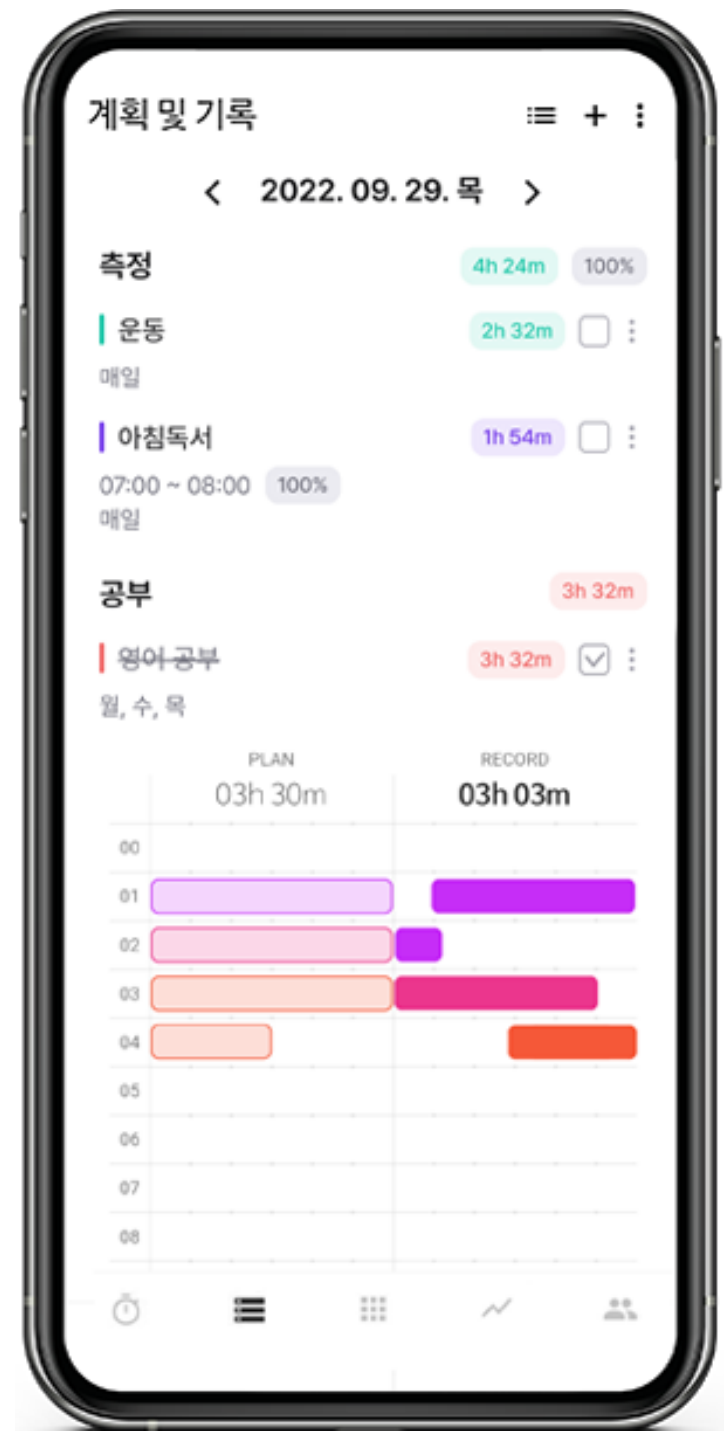 계획 및 기록
2022. 09. 29. 목
측정 4h 24m 100%
운동 2h 32m
매일
아침독서 1h 54m
07:00 ~ 08:00 100%
매일
공부 3h 32m
영어 공부 3h 32m
월, 수, 목
PLAN RECORD
03h 30m 03h 03m
00
01
02
03
04
05
06
07
08